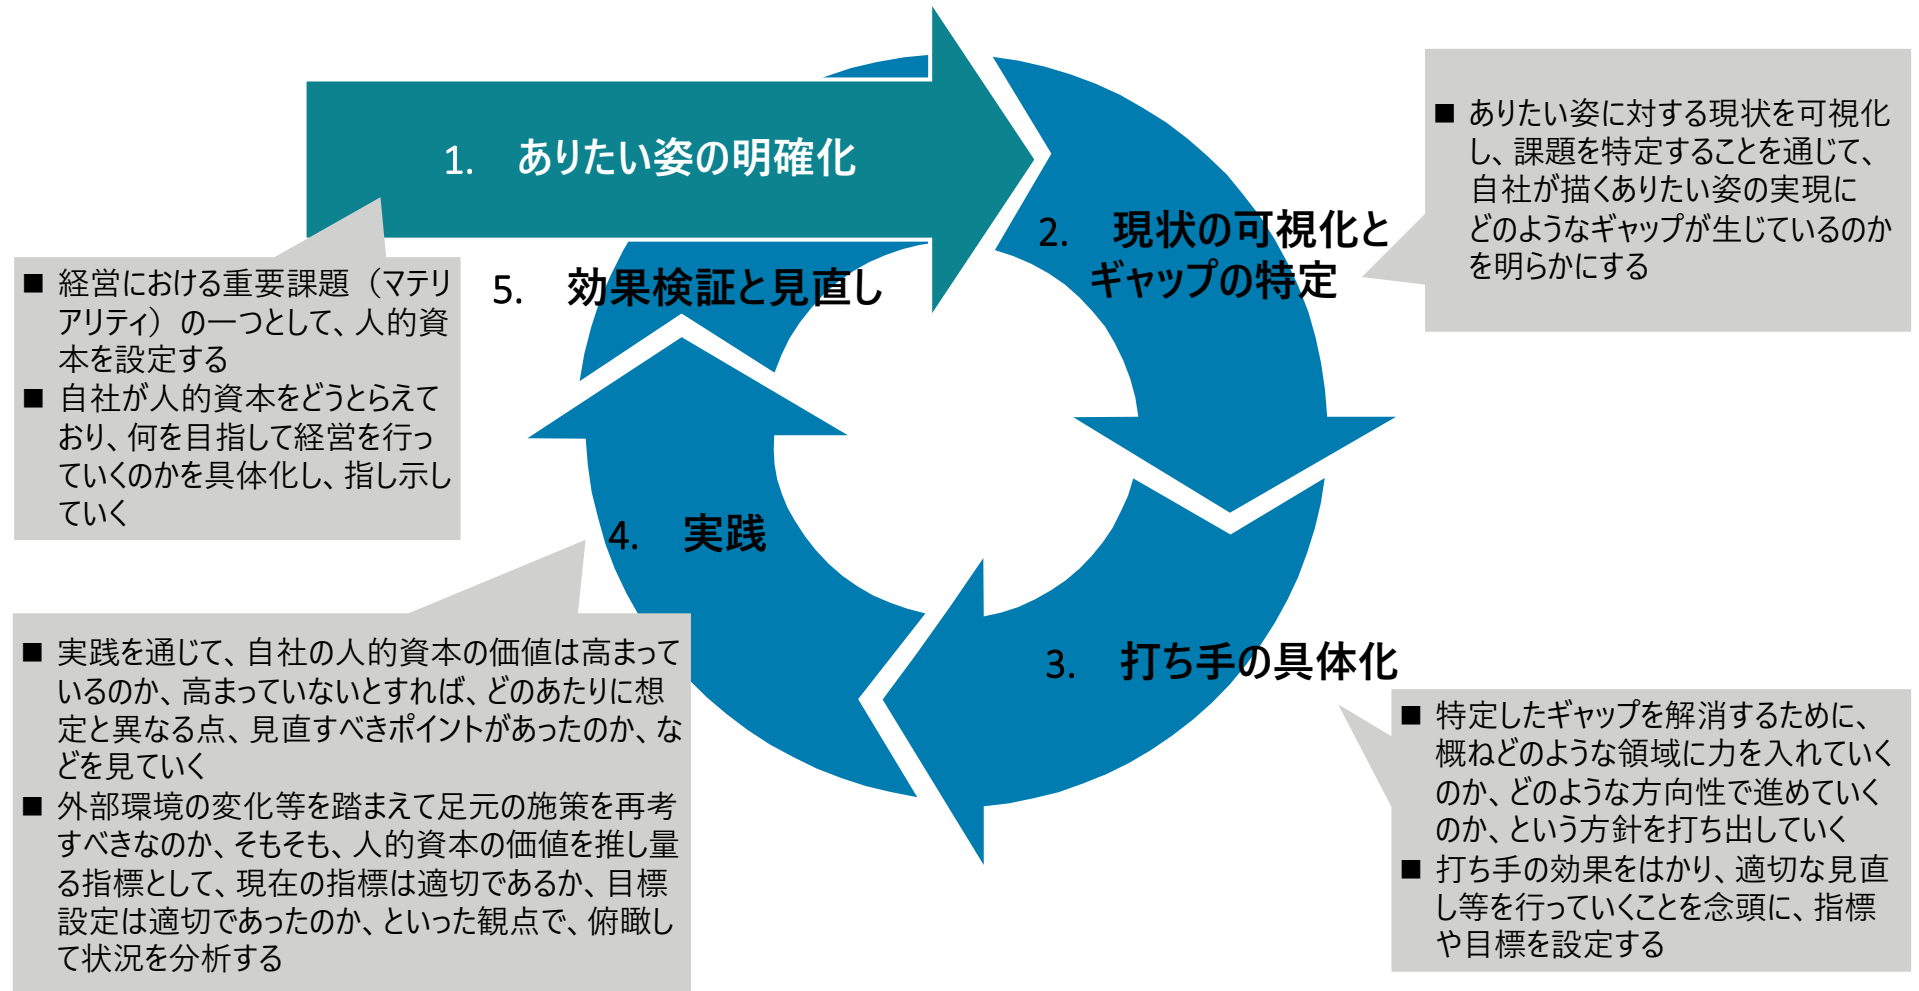 1. ありたい姿の明確化
■ 経営における重要課題（マテリ
アリティ）の一つとして、人的資
本を設定する
■ 自社が人的資本をどうとらえて
おり、何を目指して経営を行っ
ていくのかを具体化し、指し示し
ていく
2. 現状の可視化と
ギャップの特定
■ ありたい姿に対する現状を可視化
し、課題を特定することを通じて、
自社が描くありたい姿の実現に
どのようなギャップが生じているのか
を明らかにする
3. 打ち手の具体化
■ 特定したギャップを解消するために、
概ねどのような領域に力を入れていく
のか、どのような方向性で進めていく
のか、という方針を打ち出していく
■ 打ち手の効果をはかり、適切な見直
し等を行っていくことを念頭に、指標
や目標を設定する
4. 実践
■ 実践を通じて、自社の人的資本の価値は高まって
いるのか、高まっていないとすれば、どのあたりに想
定と異なる点、見直すべきポイントがあったのか、な
どを見ていく
■ 外部環境の変化等を踏まえて足元の施策を再考
すべきなのか、そもそも、人的資本の価値を推し量
る指標として、現在の指標は適切であるか、目標
設定は適切であったのか、といった観点で、俯瞰し
て状況を分析する
5. 効果検証と見直し